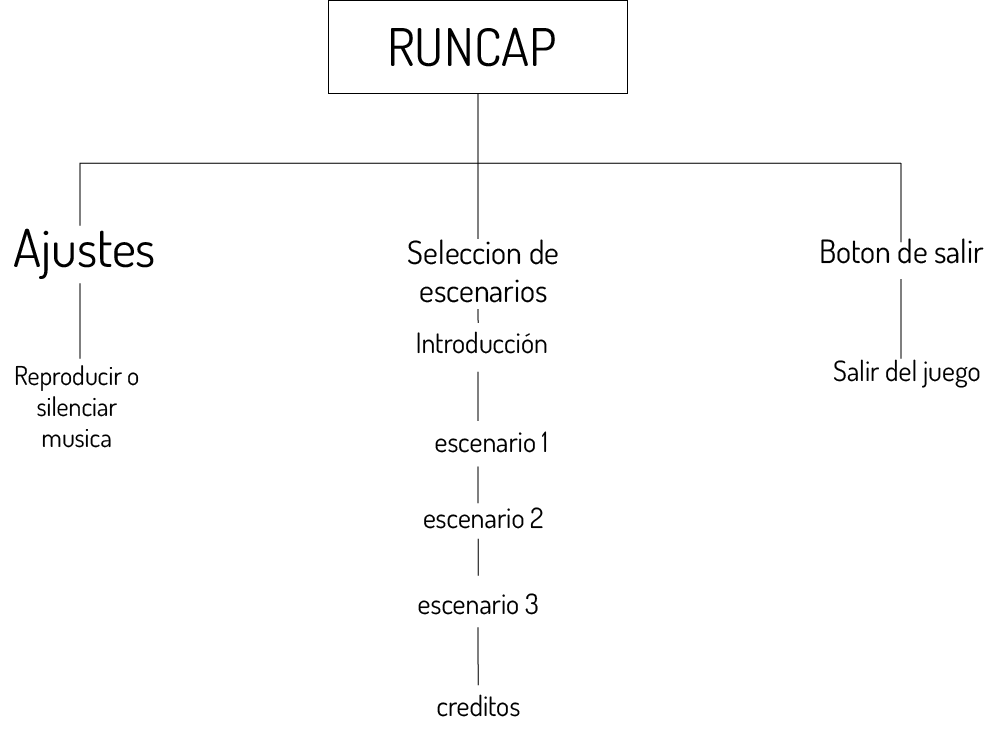 RUNCAP
Ajustes
Reproducir o
silenciar
musica
Seleccion de
escenarios
Introducción
escenario 1
escenario 2
escenario 3
creditos
Boton de salir
Salir del juego